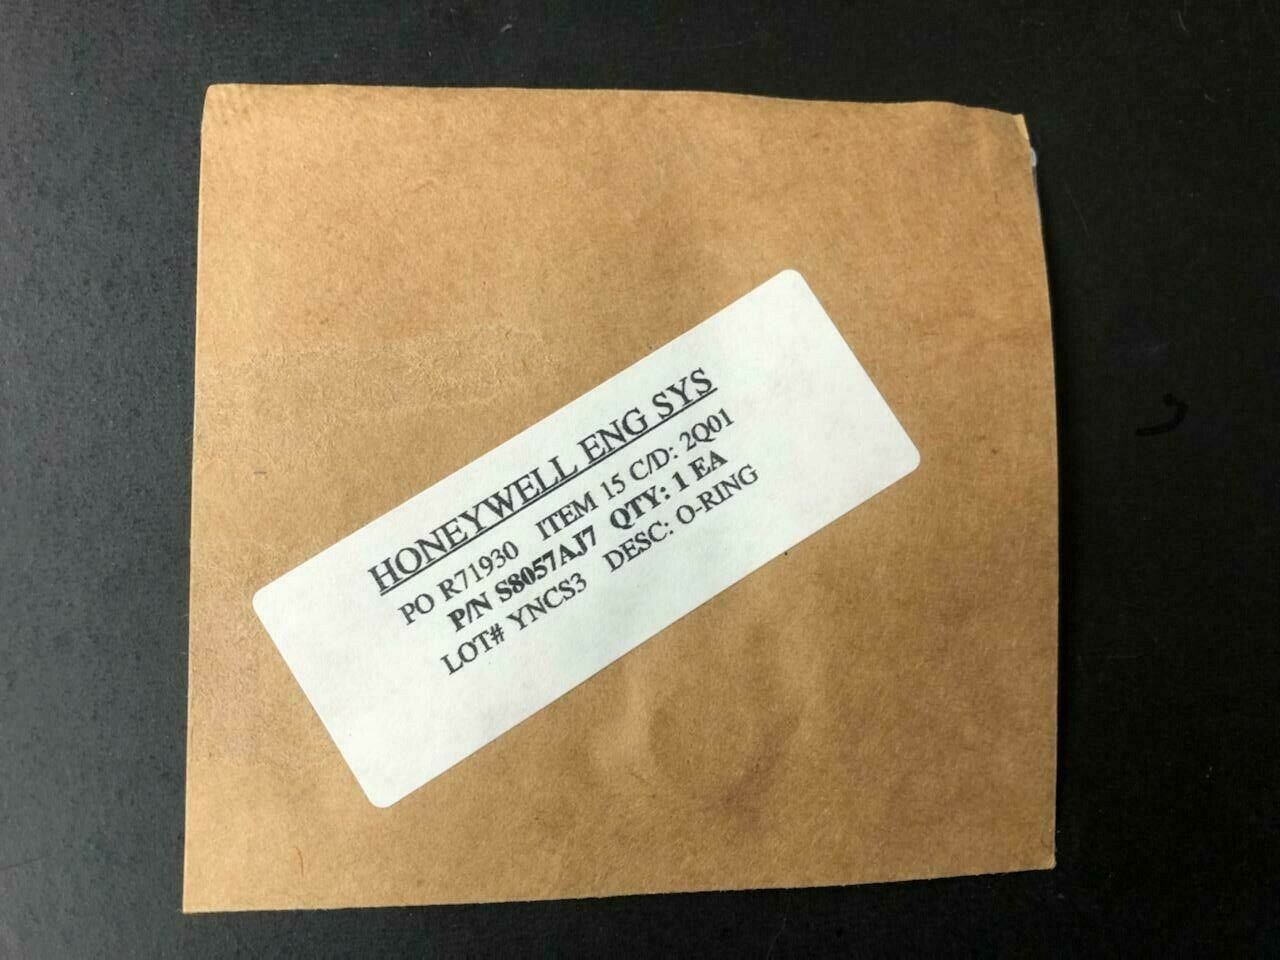 HONEYWELL ENG SYS
PO R71930 ITEM 15 C/D: 2Q01
P/N S8057AJ7 QTY: 1 EA
LOT# YNCS3 DESC: O-RING